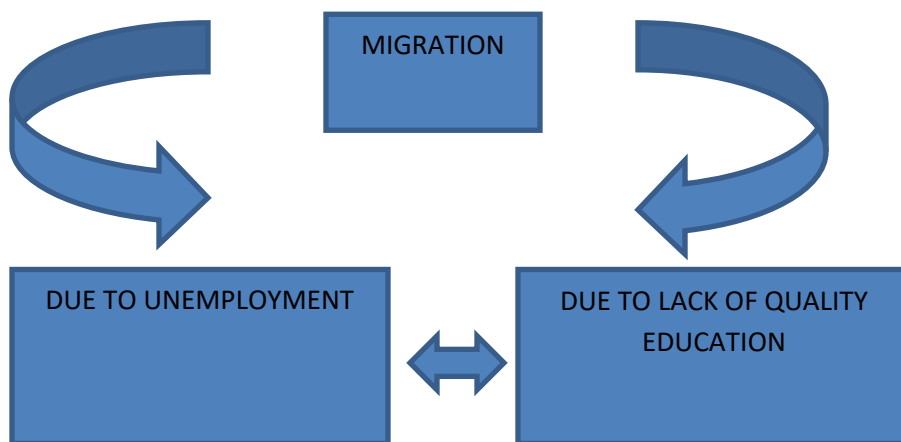 MIGRATION
DUE TO UNEMPLOYMENT
DUE TO LACK OF QUALITY
EDUCATION